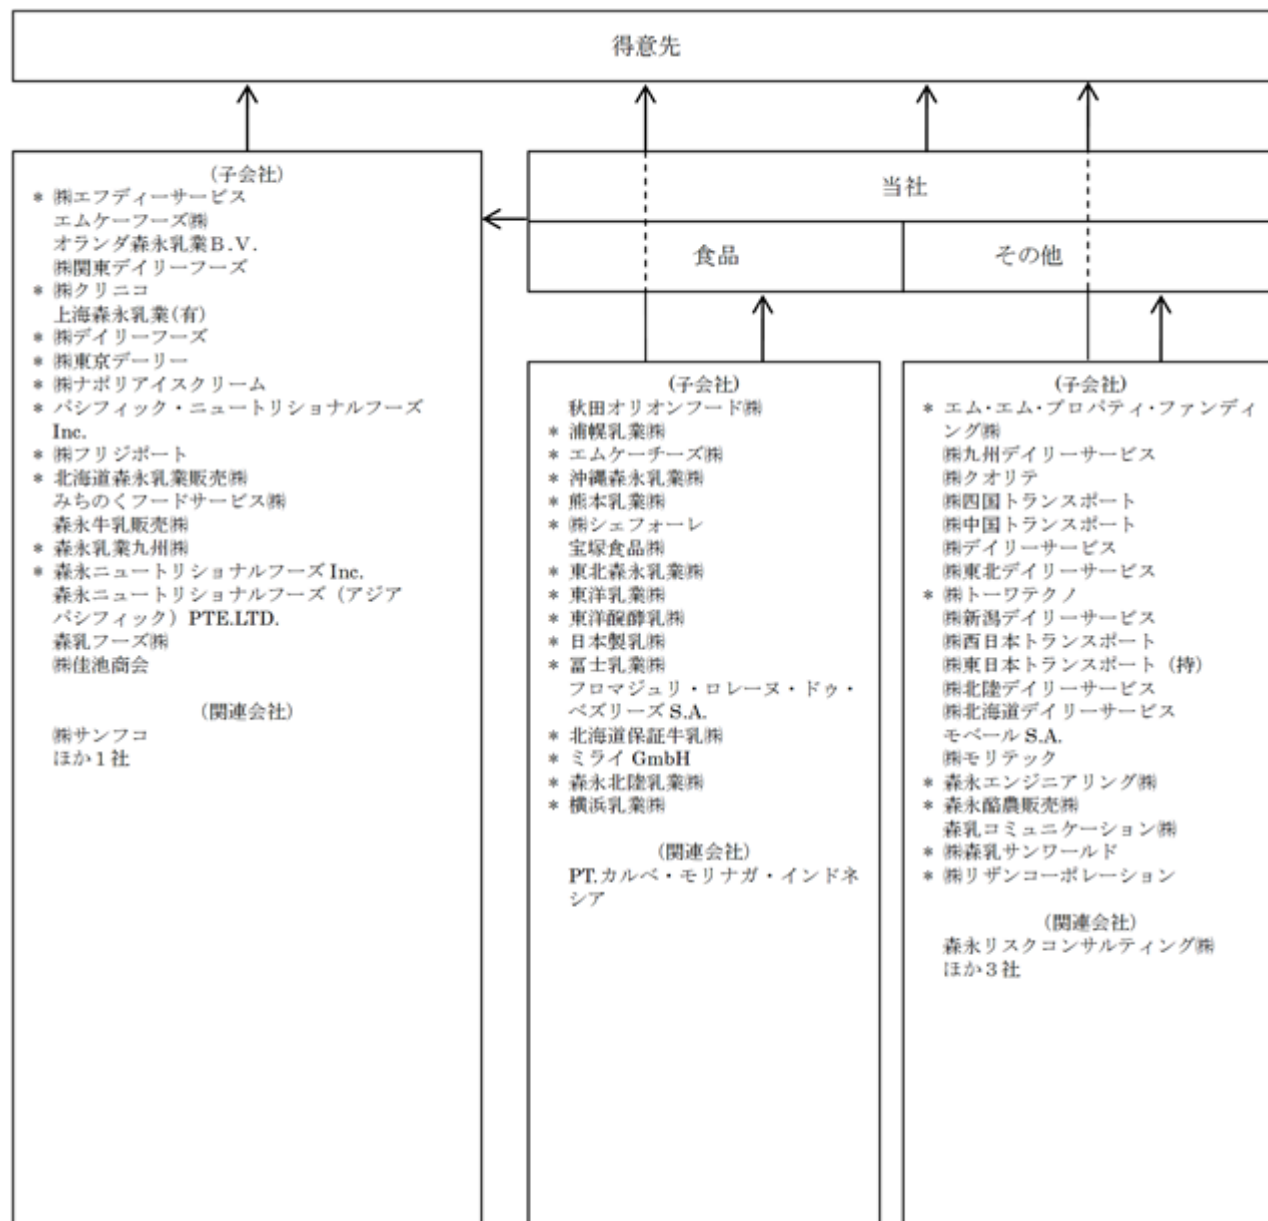 得意先
当社
食品
その他
(子会社)
* ㈱エフディーサービス
エムケーフーズ㈱
オランダ森永乳業B.V.
㈱関東デイリーフーズ
* ㈱クリニコ
上海森永乳業(有)
* ㈱デイリーフーズ
* ㈱東京デーリー
* ㈱ナポリアイスクリーム
* パシフィック・ニュートリショナルフーズ
Inc.
* ㈱フリジポート
* 北海道森永乳業販売㈱
みちのくフードサービス㈱
森永牛乳販売㈱
* 森永乳業九州㈱
* 森永ニュートリショナルフーズ Inc.
森永ニュートリショナルフーズ（アジア
パシフィック）PTE.LTD.
森乳フーズ㈱
㈱佳池商会
(関連会社)
㈱サンフコ
ほか１社
(子会社)
秋田オリオンフード㈱
* 浦幌乳業㈱
* エムケーチーズ㈱
* 沖縄森永乳業㈱
* 熊本乳業㈱
* ㈱シェフォーレ
宝塚食品㈱
* 東北森永乳業㈱
* 東洋乳業㈱
* 東洋醗酵乳㈱
* 日本製乳㈱
* 冨士乳業㈱
フロマジュリ・ロレーヌ・ドゥ・
ベズリーズ S.A.
* 北海道保証牛乳㈱
* ミライ GmbH
* 森永北陸乳業㈱
* 横浜乳業㈱
(関連会社)
PT.カルベ・モリナガ・インドネ
シア
(子会社)
* エム・エム・プロパティ・ファンディ
ング㈱
㈱九州デイリーサービス
㈱クオリテ
㈱四国トランスポート
㈱中国トランスポート
㈱デイリーサービス
㈱東北デイリーサービス
* ㈱トーワテクノ
㈱新潟デイリーサービス
㈱西日本トランスポート
㈱東日本トランスポート（持）
㈱北陸デイリーサービス
㈱北海道デイリーサービス
モベール S.A.
㈱モリテック
* 森永エンジニアリング㈱
* 森永酪農販売㈱
森乳コミュニケーション㈱
* ㈱森乳サンワールド
* ㈱リザンコーポレーション
(関連会社)
森永リスクコンサルティング㈱
ほか３社